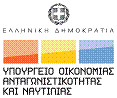 ΕΛΛΗΝΙΚΗ ΔΗΜΟΚΡΑΤΙΑ
ΥΠΟΥΡΓΕΙΟ ΟΙΚΟΝΟΜΙΑΣ
ΑΝΤΑΓΩΝΙΣΤΙΚΟΤΗΤΑΣ
ΚΑΙ ΝΑΥΤΙΛΙΑΣ